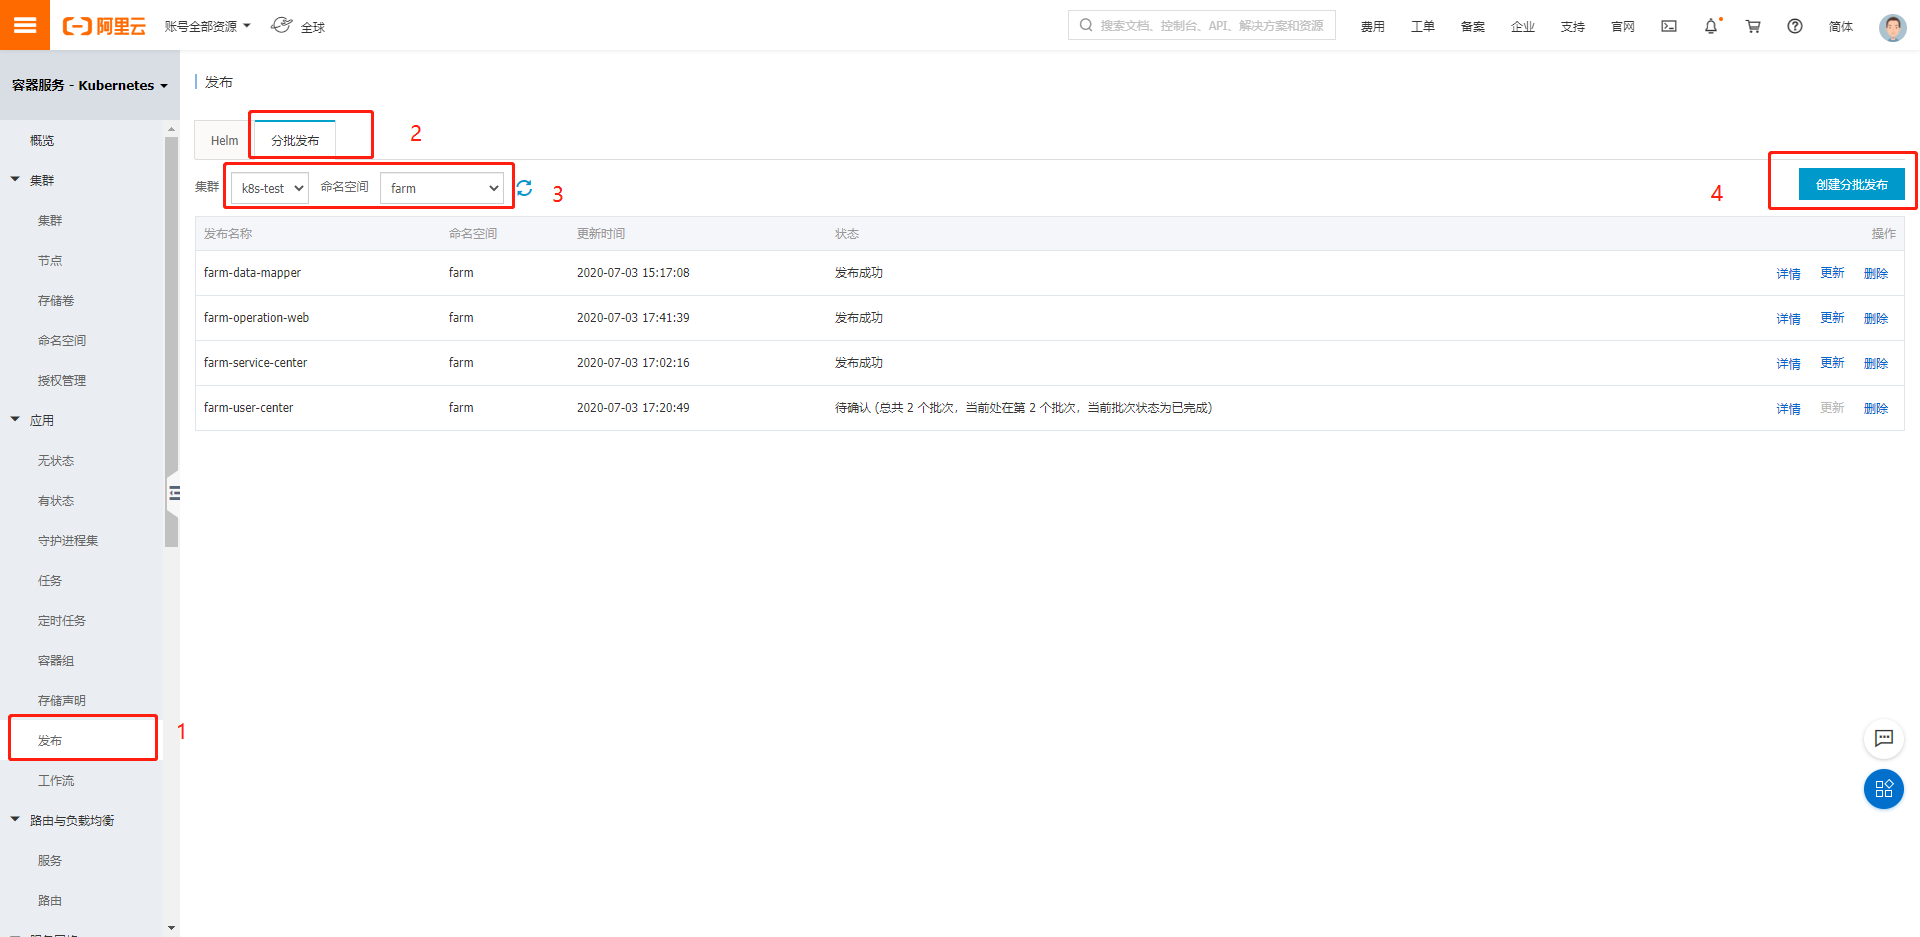 阿里云 账号全部资源 全球 搜索文档、控制台、API、解决方案和资源 费用 工单 备案 企业 支持 官网 简体
容器服务 - Kubernetes
概览
集群
集群
节点
存储卷
命名空间
授权管理
应用
无状态
有状态
守护进程集
任务
定时任务
容器组
存储声明
发布 1
工作流
路由与负载均衡
服务
路由
发布
Helm 分批发布 2
集群 k8s-test 命名空间 farm 3 4 创建分批发布
发布名称 命名空间 更新时间 状态 操作
farm-data-mapper farm 2020-07-03 15:17:08 发布成功 详情 更新 删除
farm-operation-web farm 2020-07-03 17:41:39 发布成功 详情 更新 删除
farm-service-center farm 2020-07-03 17:02:16 发布成功 详情 更新 删除
farm-user-center farm 2020-07-03 17:20:49 待确认 (总共 2 个批次，当前处在第 2 个批次，当前批次状态为已完成) 详情 更新 删除